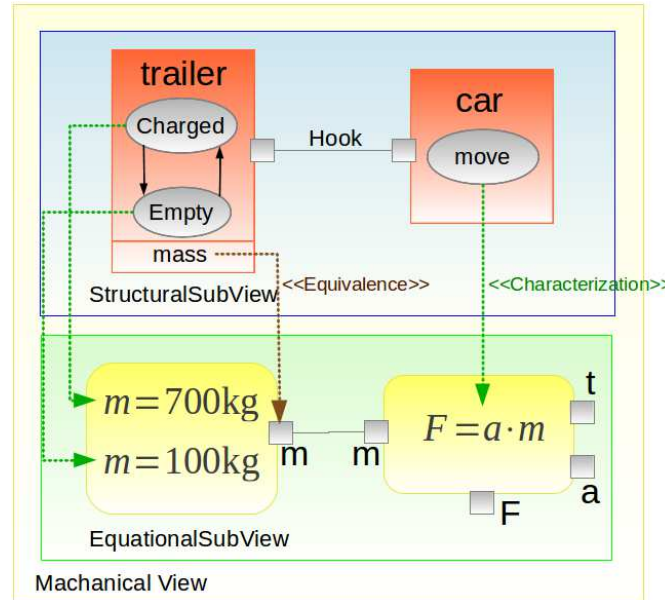 trailer
Charged
Empty
mass
Hook
car
move
StructuralSubView
<<Equivalence>>
<<Characterization>>
m=700kg
m=100kg
m
m
F=a·m
t
a
F
EquationalSubView
Machanical View